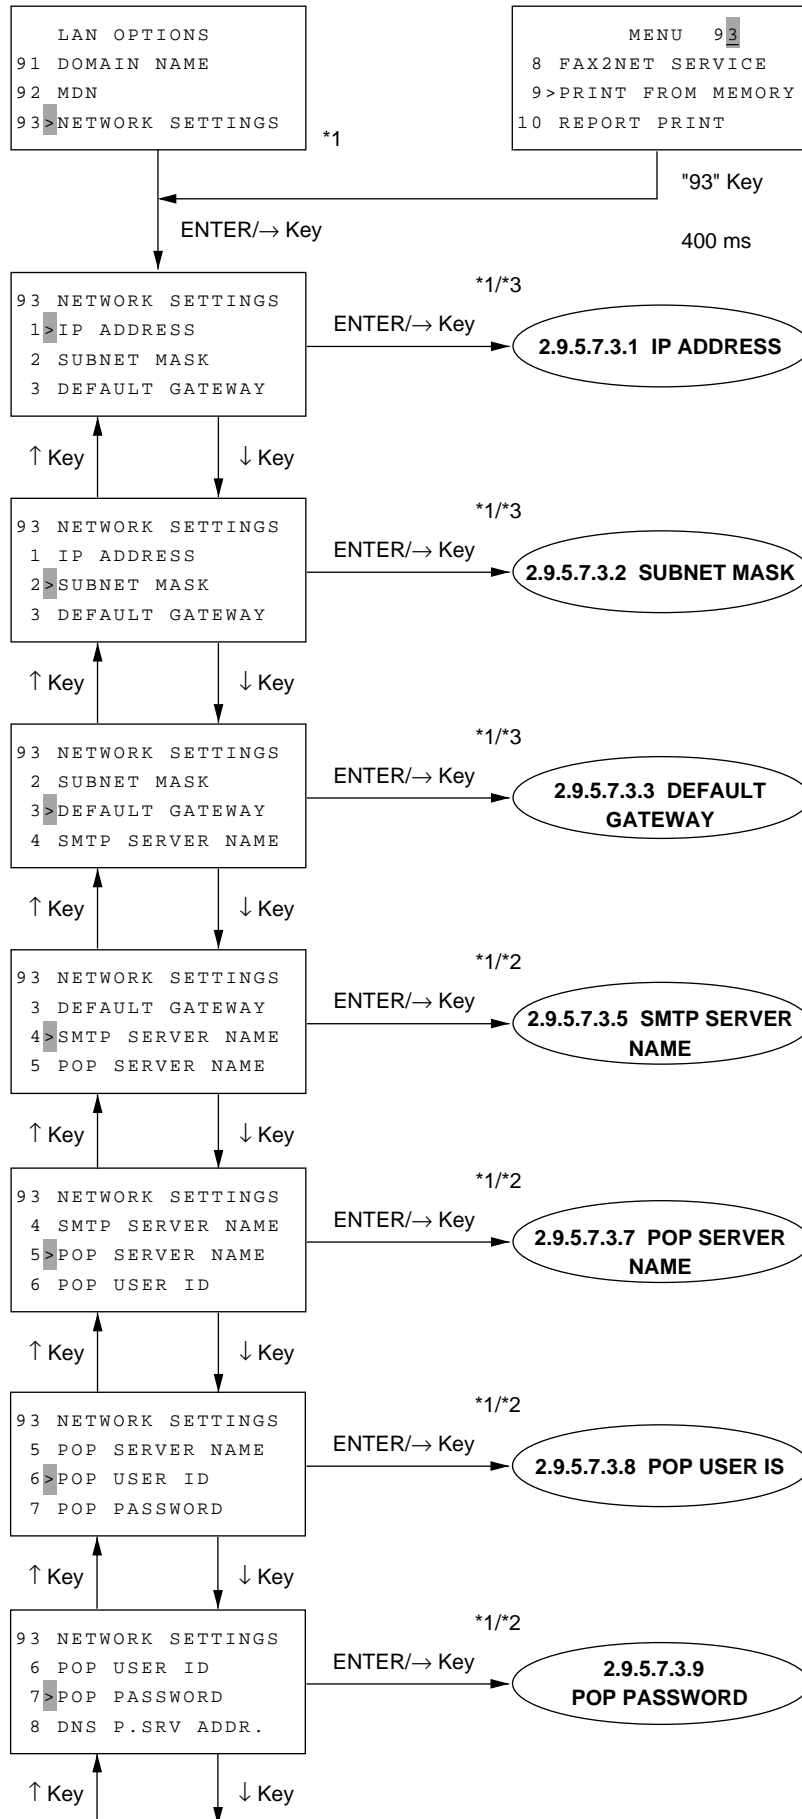 LAN OPTIONS
91 DOMAIN NAME
92 MDN
93>NETWORK SETTINGS
*1
MENU 93
8 FAX2NET SERVICE
9>PRINT FROM MEMORY
10 REPORT PRINT
"93" Key
400 ms
ENTER/→ Key
93 NETWORK SETTINGS
1>IP ADDRESS
2 SUBNET MASK
3 DEFAULT GATEWAY
*1/*3
ENTER/→ Key
2.9.5.7.3.1 IP ADDRESS
↑ Key
↓ Key
93 NETWORK SETTINGS
1 IP ADDRESS
2>SUBNET MASK
3 DEFAULT GATEWAY
*1/*3
ENTER/→ Key
2.9.5.7.3.2 SUBNET MASK
↑ Key
↓ Key
93 NETWORK SETTINGS
2 SUBNET MASK
3>DEFAULT GATEWAY
4 SMTP SERVER NAME
*1/*3
ENTER/→ Key
2.9.5.7.3.3 DEFAULT
GATEWAY
↑ Key
↓ Key
93 NETWORK SETTINGS
3 DEFAULT GATEWAY
4>SMTP SERVER NAME
5 POP SERVER NAME
*1/*2
ENTER/→ Key
2.9.5.7.3.5 SMTP SERVER
NAME
↑ Key
↓ Key
93 NETWORK SETTINGS
4 SMTP SERVER NAME
5>POP SERVER NAME
6 POP USER ID
*1/*2
ENTER/→ Key
2.9.5.7.3.7 POP SERVER
NAME
↑ Key
↓ Key
93 NETWORK SETTINGS
5 POP SERVER NAME
6>POP USER ID
7 POP PASSWORD
*1/*2
ENTER/→ Key
2.9.5.7.3.8 POP USER IS
↑ Key
↓ Key
93 NETWORK SETTINGS
6 POP USER ID
7>POP PASSWORD
8 DNS P.SRV ADDR.
*1/*2
ENTER/→ Key
2.9.5.7.3.9
POP PASSWORD
↑ Key
↓ Key